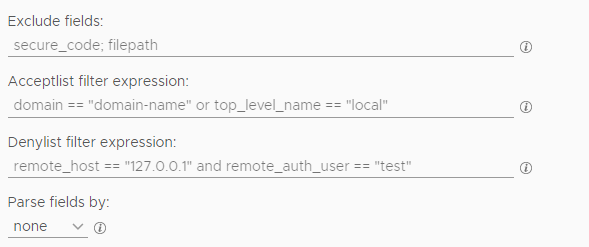 Exclude fields:
secure_code; filepath
Acceptlist filter expression:
domain == "domain-name" or top_level_name == "local"
Denylist filter expression:
remote_host == "127.0.0.1" and remote_auth_user == "test"
Parse fields by:
none